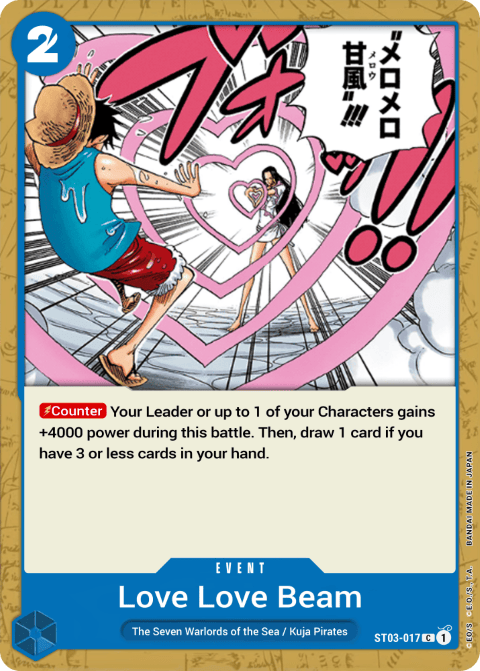 2
"メロメロ
メロウ
甘風"!!!
ブオ
ッ!!
⚡Counter Your Leader or up to 1 of your Characters gains
+4000 power during this battle. Then, draw 1 card if you
have 3 or less cards in your hand.
EVENT
Love Love Beam
The Seven Warlords of the Sea / Kuja Pirates
ST03-017 C 1
©E.O./S. ©E.O./S.,T.A. BANDAI MADE IN JAPAN